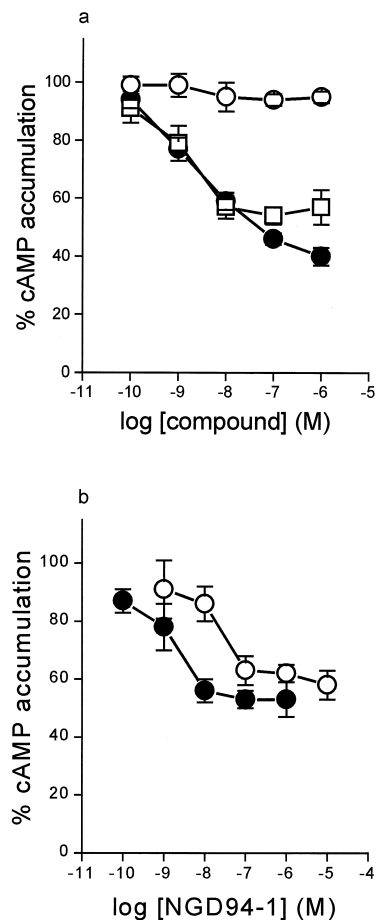 a
% cAMP accumulation
100
80
60
40
20
0
-11 -10 -9 -8 -7 -6 -5
log [compound] (M)
b
% cAMP accumulation
100
80
60
40
20
0
-11 -10 -9 -8 -7 -6 -5 -4
log [NGD94-1] (M)